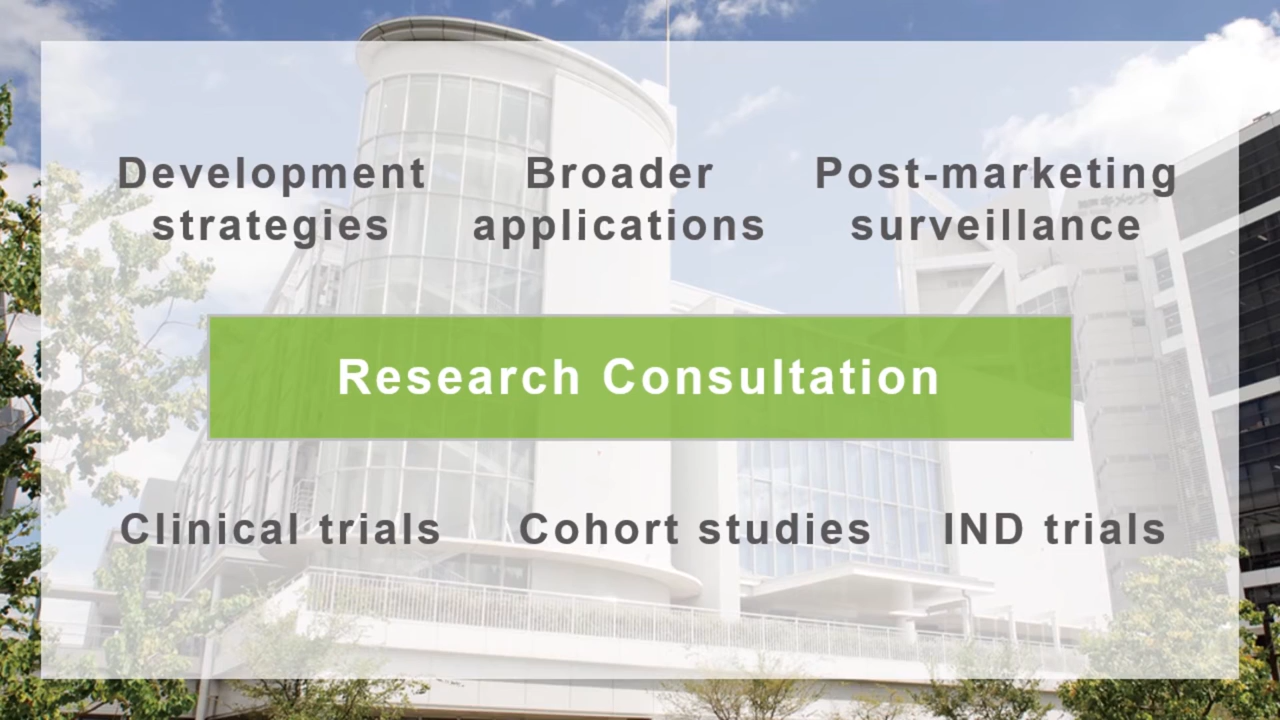 Development
strategies
Broader
applications
Post-marketing
surveillance
Research Consultation
Clinical trials
Cohort studies
IND trials